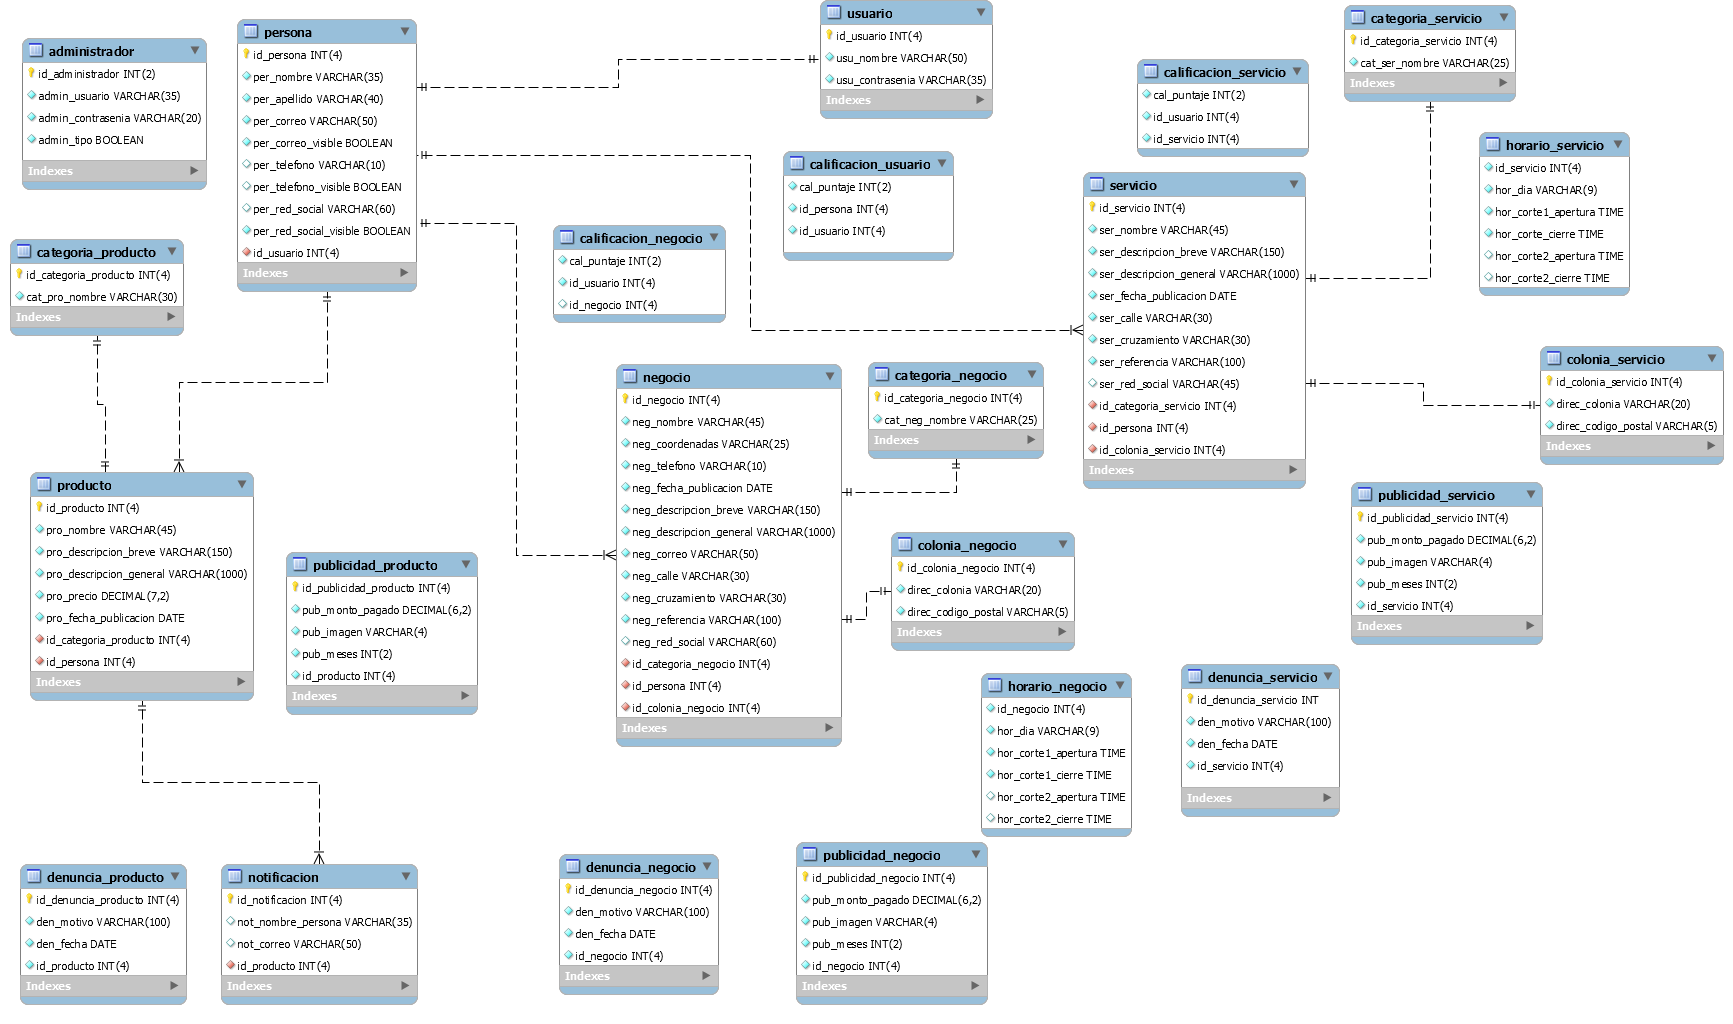 administrador
id_administrador INT(2)
admin_usuario VARCHAR(35)
admin_contrasenia VARCHAR(20)
admin_tipo BOOLEAN
Indexes
persona
id_persona INT(4)
per_nombre VARCHAR(35)
per_apellido VARCHAR(40)
per_correo VARCHAR(50)
per_correo_visible BOOLEAN
per_telefono VARCHAR(10)
per_telefono_visible BOOLEAN
per_red_social VARCHAR(60)
per_red_social_visible BOOLEAN
id_usuario INT(4)
Indexes
usuario
id_usuario INT(4)
usu_nombre VARCHAR(50)
usu_contrasenia VARCHAR(35)
Indexes
categoria_servicio
id_categoria_servicio INT(4)
cat_ser_nombre VARCHAR(25)
Indexes
calificacion_servicio
cal_puntaje INT(2)
id_usuario INT(4)
id_servicio INT(4)
horario_servicio
id_servicio INT(4)
hor_dia VARCHAR(9)
hor_corte1_apertura TIME
hor_corte_cierre TIME
hor_corte2_apertura TIME
hor_corte2_cierre TIME
calificacion_usuario
cal_puntaje INT(2)
id_persona INT(4)
id_usuario INT(4)
servicio
id_servicio INT(4)
ser_nombre VARCHAR(45)
ser_descripcion_breve VARCHAR(150)
ser_descripcion_general VARCHAR(1000)
ser_fecha_publicacion DATE
ser_calle VARCHAR(30)
ser_cruzamiento VARCHAR(30)
ser_referencia VARCHAR(100)
ser_red_social VARCHAR(45)
id_categoria_servicio INT(4)
id_persona INT(4)
id_colonia_servicio INT(4)
Indexes
calificacion_negocio
cal_puntaje INT(2)
id_usuario INT(4)
id_negocio INT(4)
categoria_producto
id_categoria_producto INT(4)
cat_pro_nombre VARCHAR(30)
Indexes
colonia_servicio
id_colonia_servicio INT(4)
direc_colonia VARCHAR(20)
direc_codigo_postal VARCHAR(5)
Indexes
negocio
id_negocio INT(4)
neg_nombre VARCHAR(45)
neg_coordenadas VARCHAR(25)
neg_telefono VARCHAR(10)
neg_fecha_publicacion DATE
neg_descripcion_breve VARCHAR(150)
neg_descripcion_general VARCHAR(1000)
neg_correo VARCHAR(50)
neg_calle VARCHAR(30)
neg_cruzamiento VARCHAR(30)
neg_referencia VARCHAR(100)
neg_red_social VARCHAR(60)
id_categoria_negocio INT(4)
id_persona INT(4)
id_colonia_negocio INT(4)
Indexes
categoria_negocio
id_categoria_negocio INT(4)
cat_neg_nombre VARCHAR(25)
Indexes
producto
id_producto INT(4)
pro_nombre VARCHAR(45)
pro_descripcion_breve VARCHAR(150)
pro_descripcion_general VARCHAR(1000)
pro_precio DECIMAL(7,2)
pro_fecha_publicacion DATE
id_categoria_producto INT(4)
id_persona INT(4)
Indexes
publicidad_servicio
id_publicidad_servicio INT(4)
pub_monto_pagado DECIMAL(6,2)
pub_imagen VARCHAR(4)
pub_meses INT(2)
id_servicio INT(4)
Indexes
colonia_negocio
id_colonia_negocio INT(4)
direc_colonia VARCHAR(20)
direc_codigo_postal VARCHAR(5)
Indexes
publicidad_producto
id_publicidad_producto INT(4)
pub_monto_pagado DECIMAL(6,2)
pub_imagen VARCHAR(4)
pub_meses INT(2)
id_producto INT(4)
Indexes
horario_negocio
id_negocio INT(4)
hor_dia VARCHAR(9)
hor_corte1_apertura TIME
hor_corte1_cierre TIME
hor_corte2_apertura TIME
hor_corte2_cierre TIME
denuncia_servicio
id_denuncia_servicio INT
den_motivo VARCHAR(100)
den_fecha DATE
id_servicio INT(4)
Indexes
denuncia_producto
id_denuncia_producto INT(4)
den_motivo VARCHAR(100)
den_fecha DATE
id_producto INT(4)
Indexes
notificacion
id_notificacion INT(4)
not_nombre_persona VARCHAR(35)
not_correo VARCHAR(50)
id_producto INT(4)
Indexes
denuncia_negocio
id_denuncia_negocio INT(4)
den_motivo VARCHAR(100)
den_fecha DATE
id_negocio INT(4)
Indexes
publicidad_negocio
id_publicidad_negocio INT(4)
pub_monto_pagado DECIMAL(6,2)
pub_imagen VARCHAR(4)
pub_meses INT(2)
id_negocio INT(4)
Indexes